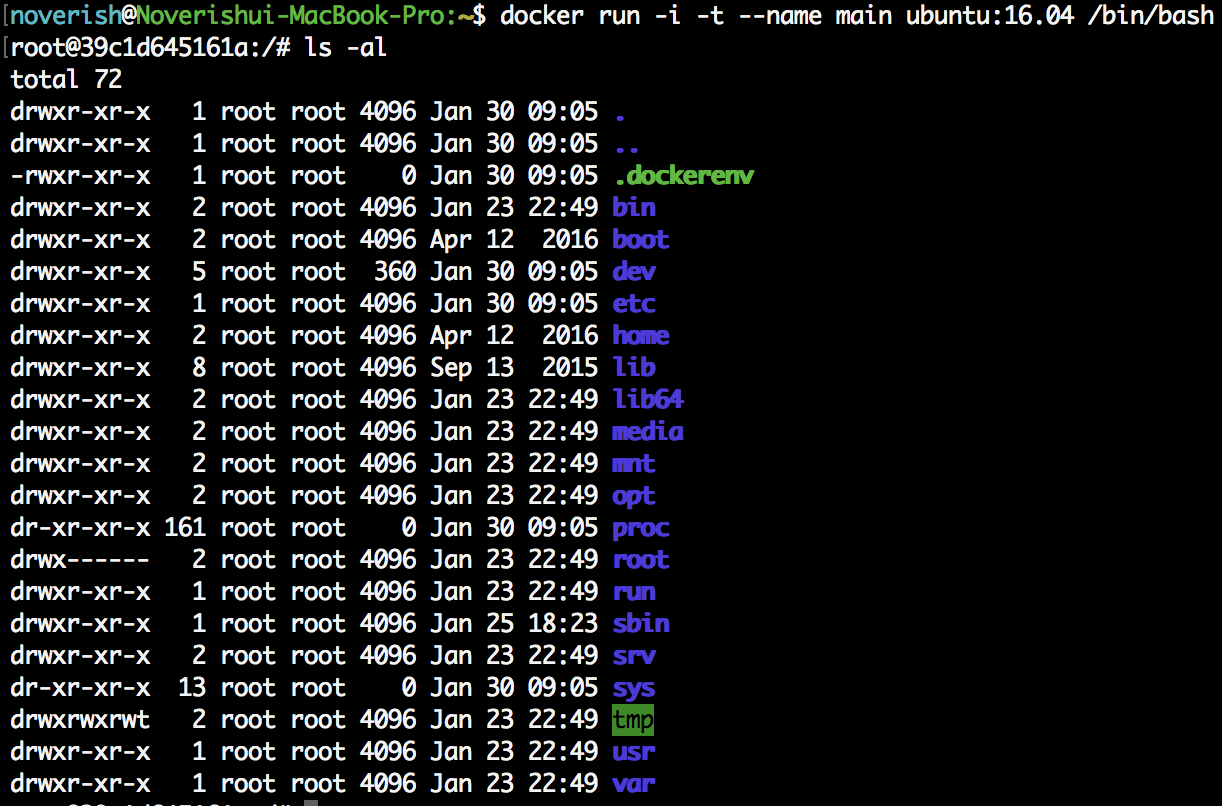 noverish@Noverishui-MacBook-Pro:~$ docker run -i -t --name main ubuntu:16.04 /bin/bash
root@39c1d645161a:/# ls -al
total 72
drwxr-xr-x   1 root root 4096 Jan 30 09:05 .
drwxr-xr-x   1 root root 4096 Jan 30 09:05 ..
-rwxr-xr-x   1 root root    0 Jan 30 09:05 .dockerenv
drwxr-xr-x   2 root root 4096 Jan 23 22:49 bin
drwxr-xr-x   2 root root 4096 Apr 12  2016 boot
drwxr-xr-x   5 root root  360 Jan 30 09:05 dev
drwxr-xr-x   1 root root 4096 Jan 30 09:05 etc
drwxr-xr-x   2 root root 4096 Apr 12  2016 home
drwxr-xr-x   8 root root 4096 Sep 13  2015 lib
drwxr-xr-x   2 root root 4096 Jan 23 22:49 lib64
drwxr-xr-x   2 root root 4096 Jan 23 22:49 media
drwxr-xr-x   2 root root 4096 Jan 23 22:49 mnt
drwxr-xr-x   2 root root 4096 Jan 23 22:49 opt
dr-xr-xr-x 161 root root    0 Jan 30 09:05 proc
drwx------   2 root root 4096 Jan 23 22:49 root
drwxr-xr-x   1 root root 4096 Jan 23 22:49 run
drwxr-xr-x   1 root root 4096 Jan 25 18:23 sbin
drwxr-xr-x   2 root root 4096 Jan 23 22:49 srv
dr-xr-xr-x  13 root root    0 Jan 30 09:05 sys
drwxrwxrwt   2 root root 4096 Jan 23 22:49 tmp
drwxr-xr-x   1 root root 4096 Jan 23 22:49 usr
drwxr-xr-x   1 root root 4096 Jan 23 22:49 var